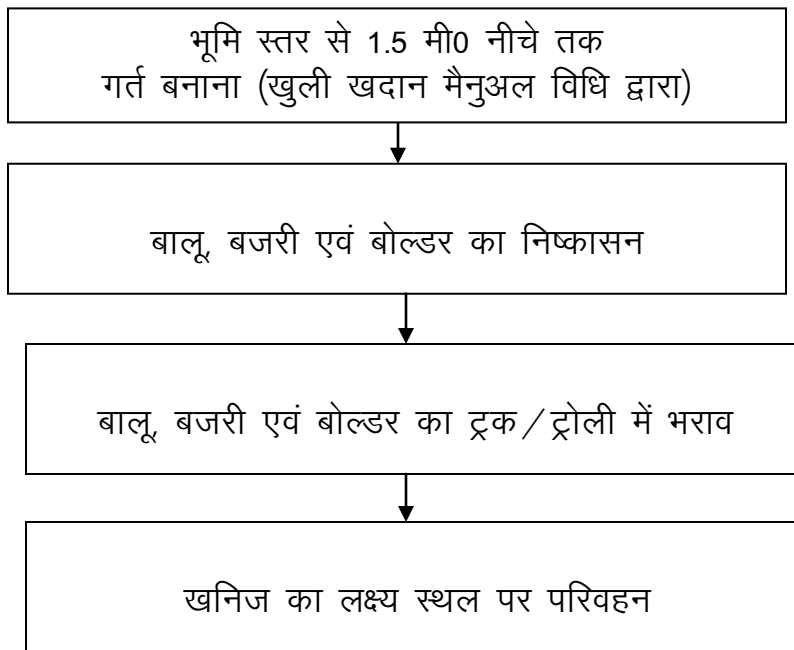 भूमि स्तर से 1.5 मी0 नीचे तक
गर्त बनाना (खुली खदान मैनुअल विधि द्वारा)
बालू, बजरी एवं बोल्डर का निष्कासन
बालू, बजरी एवं बोल्डर का ट्रक/ट्रोली में भराव
खनिज का लक्ष्य स्थल पर परिवहन